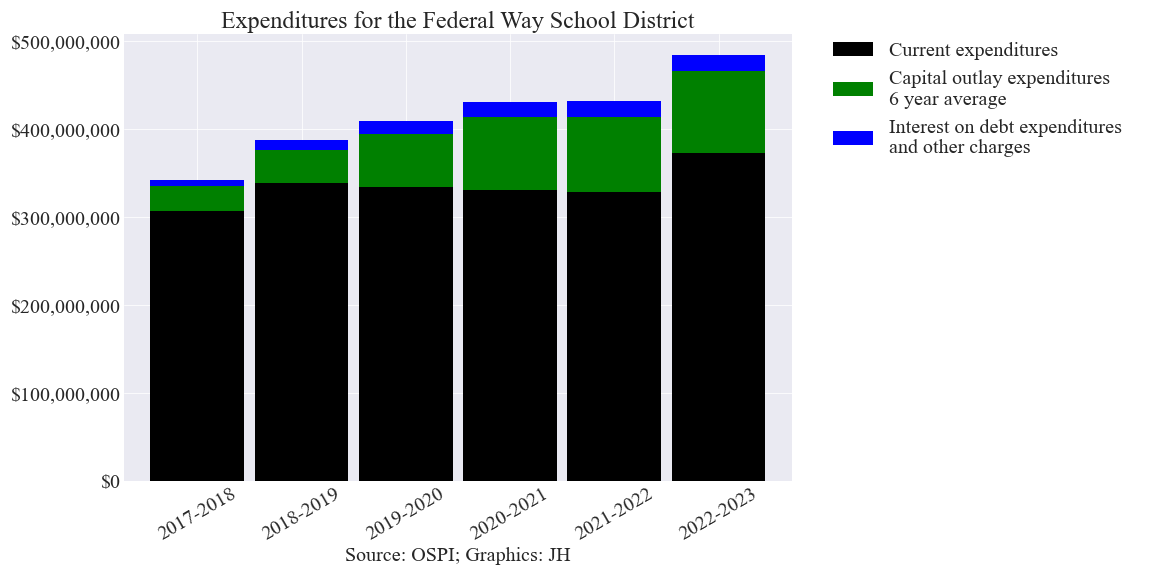 Expenditures for the Federal Way School District
$500,000,000
$400,000,000
$300,000,000
$200,000,000
$100,000,000
$0
2017-2018
2018-2019
2019-2020
2020-2021
2021-2022
2022-2023
Source: OSPI; Graphics: JH
Current expenditures
Capital outlay expenditures
6 year average
Interest on debt expenditures
and other charges